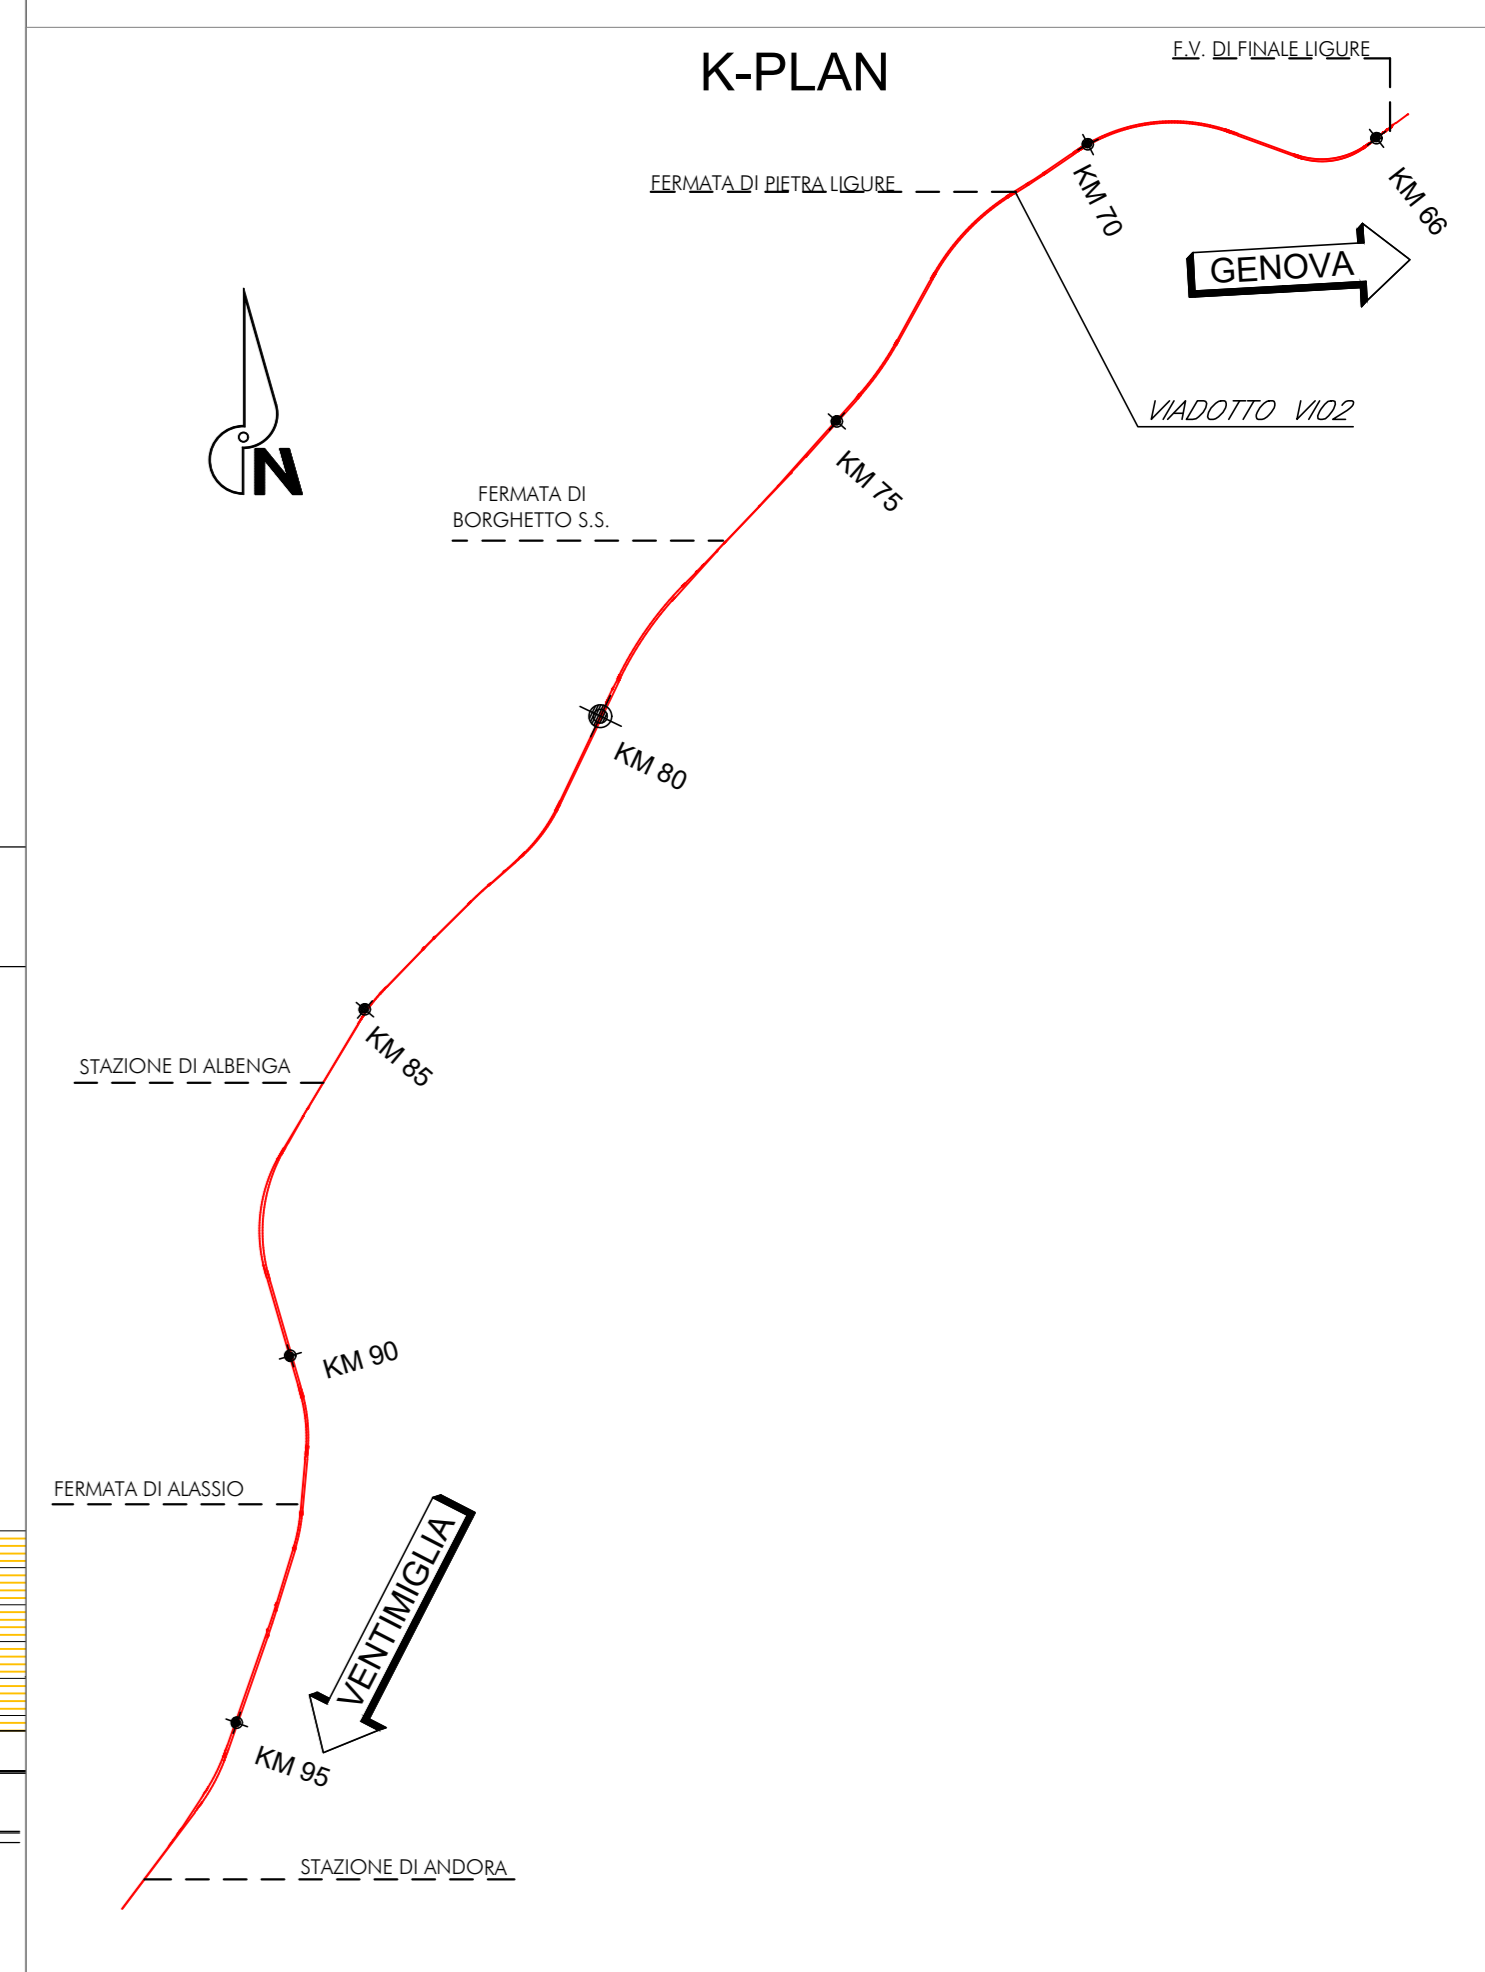 K-PLAN
F.V. DI FINALE LIGURE
FERMATA DI PIETRA LIGURE
KM 70
KM 66
GENOVA
VIADOTTO VI02
N
KM 75
FERMATA DI
BORGHETTO S.S.
KM 80
KM 85
STAZIONE DI ALBENGA
KM 90
FERMATA DI ALASSIO
VENTIMIGLIA
KM 95
STAZIONE DI ANDORA